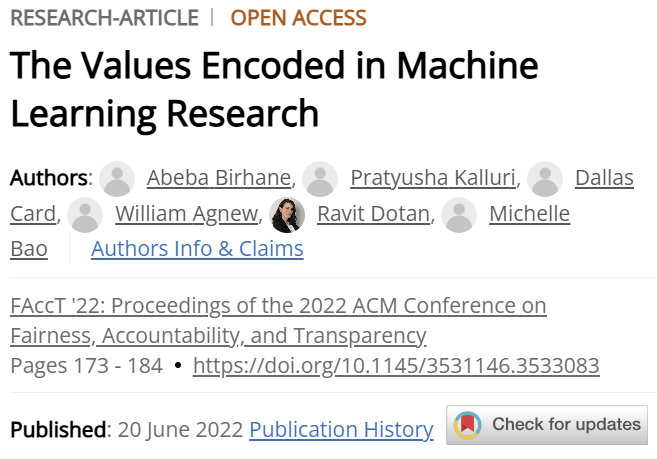 RESEARCH-ARTICLE | OPEN ACCESS
The Values Encoded in Machine
Learning Research
Authors: Abeba Birhane, Pratyusha Kalluri, Dallas
Card, William Agnew, Ravit Dotan, Michelle
Bao | Authors Info & Claims
FAccT '22: Proceedings of the 2022 ACM Conference on
Fairness, Accountability, and Transparency
Pages 173 - 184 • https://doi.org/10.1145/3531146.3533083
Published: 20 June 2022 Publication History Check for updates